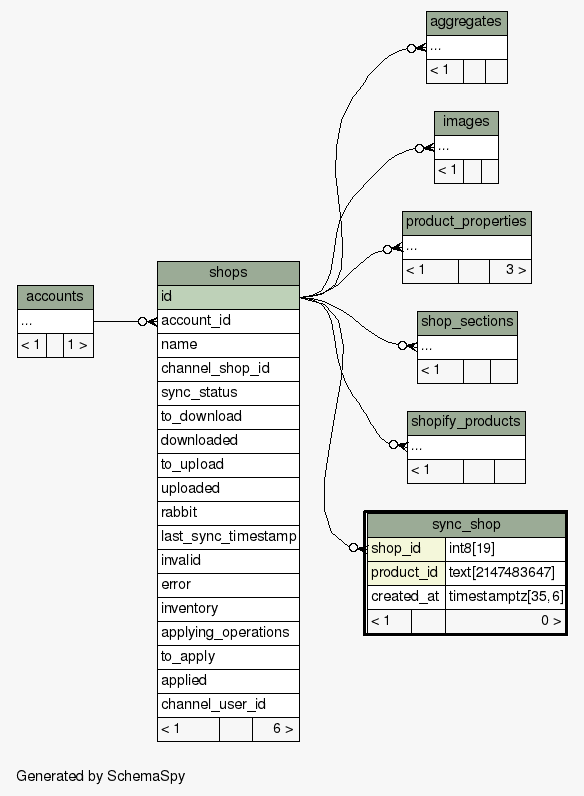 aggregates
...
< 1
images
...
< 1
product_properties
...
< 1 3 >
shop_sections
...
< 1
shopify_products
...
< 1
sync_shop
shop_id int8[19]
product_id text[2147483647]
created_at timestamptz[35,6]
< 1 0 >
accounts
...
< 1 1 >
shops
id
account_id
name
channel_shop_id
sync_status
to_download
downloaded
to_upload
uploaded
rabbit
last_sync_timestamp
invalid
error
inventory
applying_operations
to_apply
applied
channel_user_id
< 1 6 >
Generated by SchemaSpy